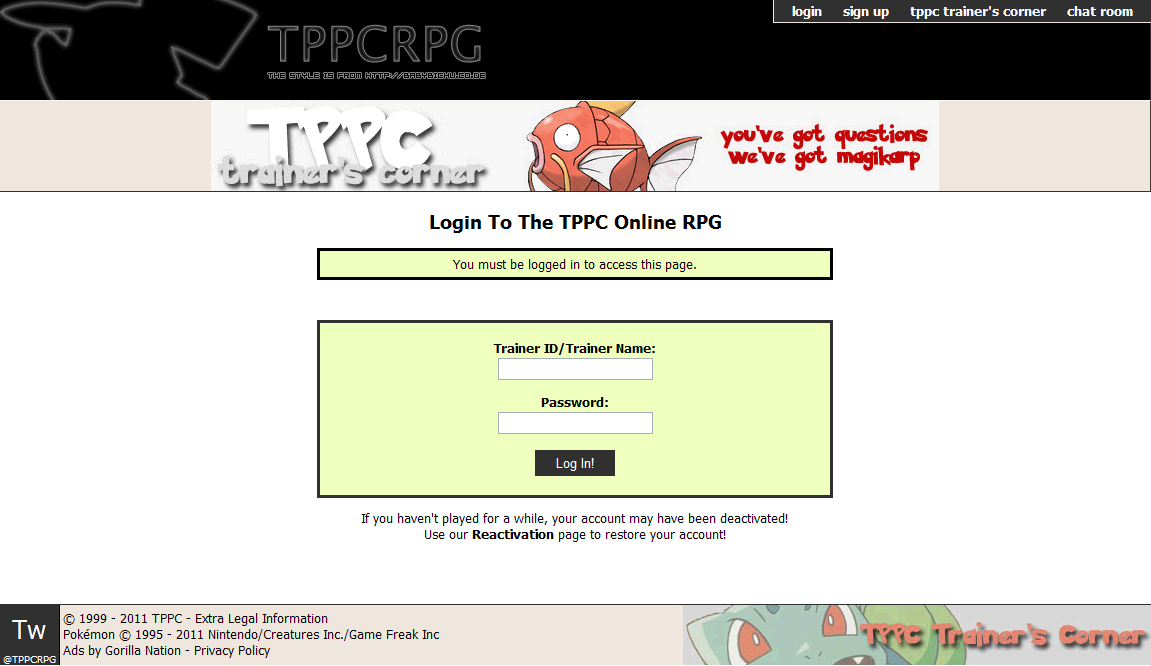 login sign up tppc trainer's corner chat room
TPPCRPG
THE STYLE IS FROM HTTP://BABYBICHU.CO.DE
TPPC
trainer's corner
you've got questions
we've got magikarp
Login To The TPPC Online RPG
You must be logged in to access this page.
Trainer ID/Trainer Name:
Password:
Log In!
If you haven't played for a while, your account may have been deactivated!
Use our Reactivation page to restore your account!
Tw
@TPPCRPG
© 1999 - 2011 TPPC - Extra Legal Information
Pokémon © 1995 - 2011 Nintendo/Creatures Inc./Game Freak Inc
Ads by Gorilla Nation - Privacy Policy
TPPC Trainer's Corner